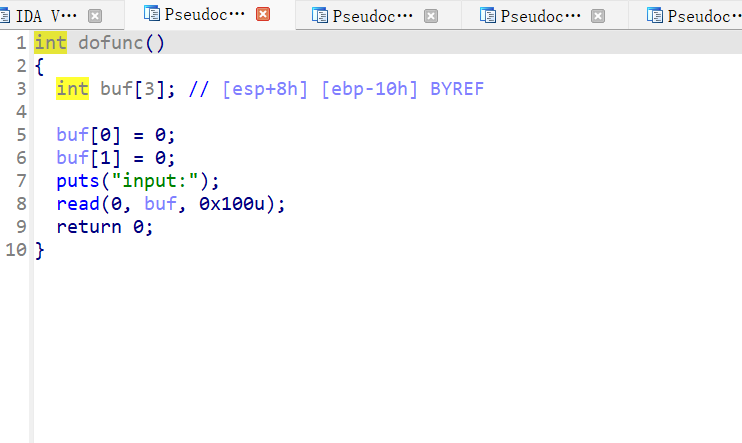 IDA V… Pseudoc… Pseudoc… Pseudoc… Pseudoc…
1 int dofunc()
2 {
3 int buf[3]; // [esp+8h] [ebp-10h] BYREF
4
5 buf[0] = 0;
6 buf[1] = 0;
7 puts("input:");
8 read(0, buf, 0x100u);
9 return 0;
10 }